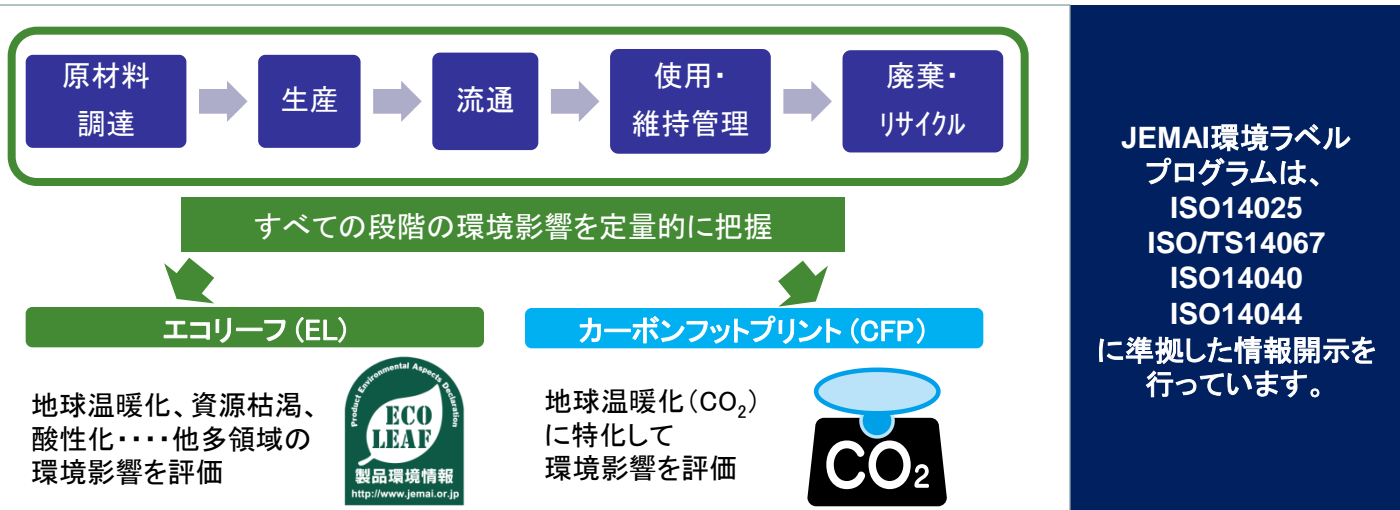 原材料
調達
生産
流通
使用・
維持管理
廃棄・
ﾘｻｲｸﾙ
すべての段階の環境影響を定量的に把握
エコリーフ（EL）
地球温暖化、資源枯渇、
酸性化・・・・他多領域の
環境影響を評価
Product Environmental Aspects Declaration
ECO
LEAF
製品環境情報
http://www.jemai.or.jp
カーボンフットプリント（CFP）
地球温暖化（CO₂）
に特化して
環境影響を評価
CO₂
JEMAI環境ラベル
プログラムは、
ISO14025
ISO/TS14067
ISO14040
ISO14044
に準拠した情報開示を
行っています。